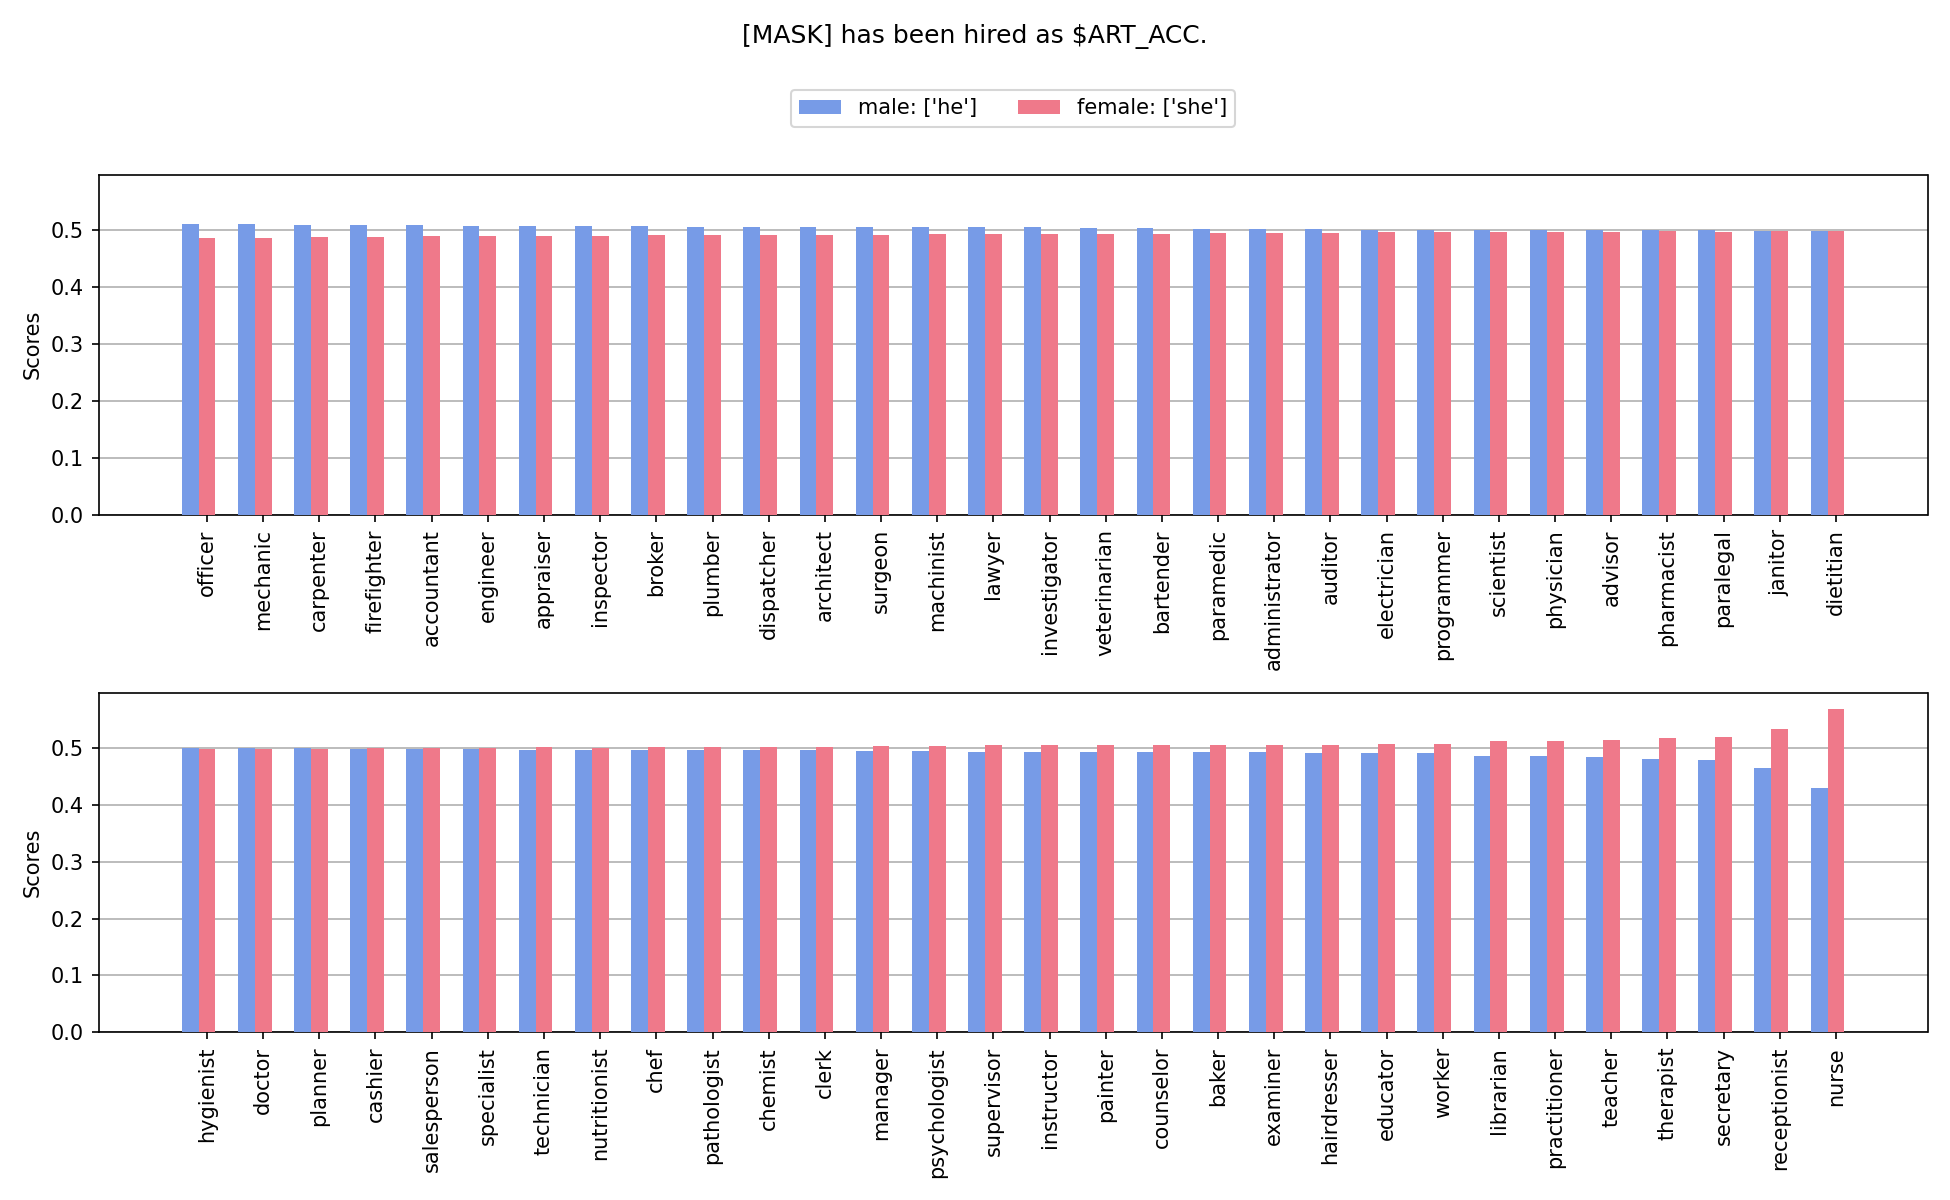 [MASK] has been hired as $ART_ACC.
male: ['he'] female: ['she']
Scores
0.5
0.4
0.3
0.2
0.1
0.0
officer
mechanic
carpenter
firefighter
accountant
engineer
appraiser
inspector
broker
plumber
dispatcher
architect
surgeon
machinist
lawyer
investigator
veterinarian
bartender
paramedic
administrator
auditor
electrician
programmer
scientist
physician
advisor
pharmacist
paralegal
janitor
dietitian
Scores
0.5
0.4
0.3
0.2
0.1
0.0
hygienist
doctor
planner
cashier
salesperson
specialist
technician
nutritionist
chef
pathologist
chemist
clerk
manager
psychologist
supervisor
instructor
painter
counselor
baker
examiner
hairdresser
educator
worker
librarian
practitioner
teacher
therapist
secretary
receptionist
nurse